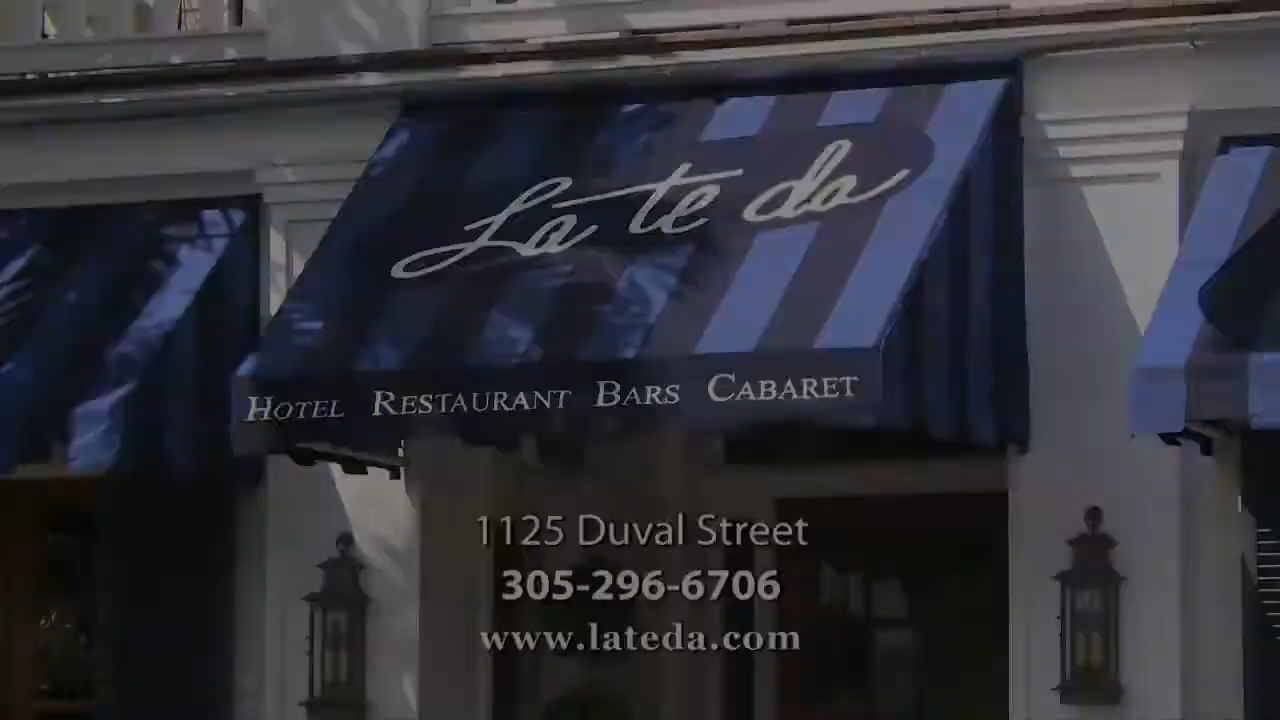 La te da
HOTEL RESTAURANT BARS CABARET
1125 Duval Street
305-296-6706
www.lateda.com